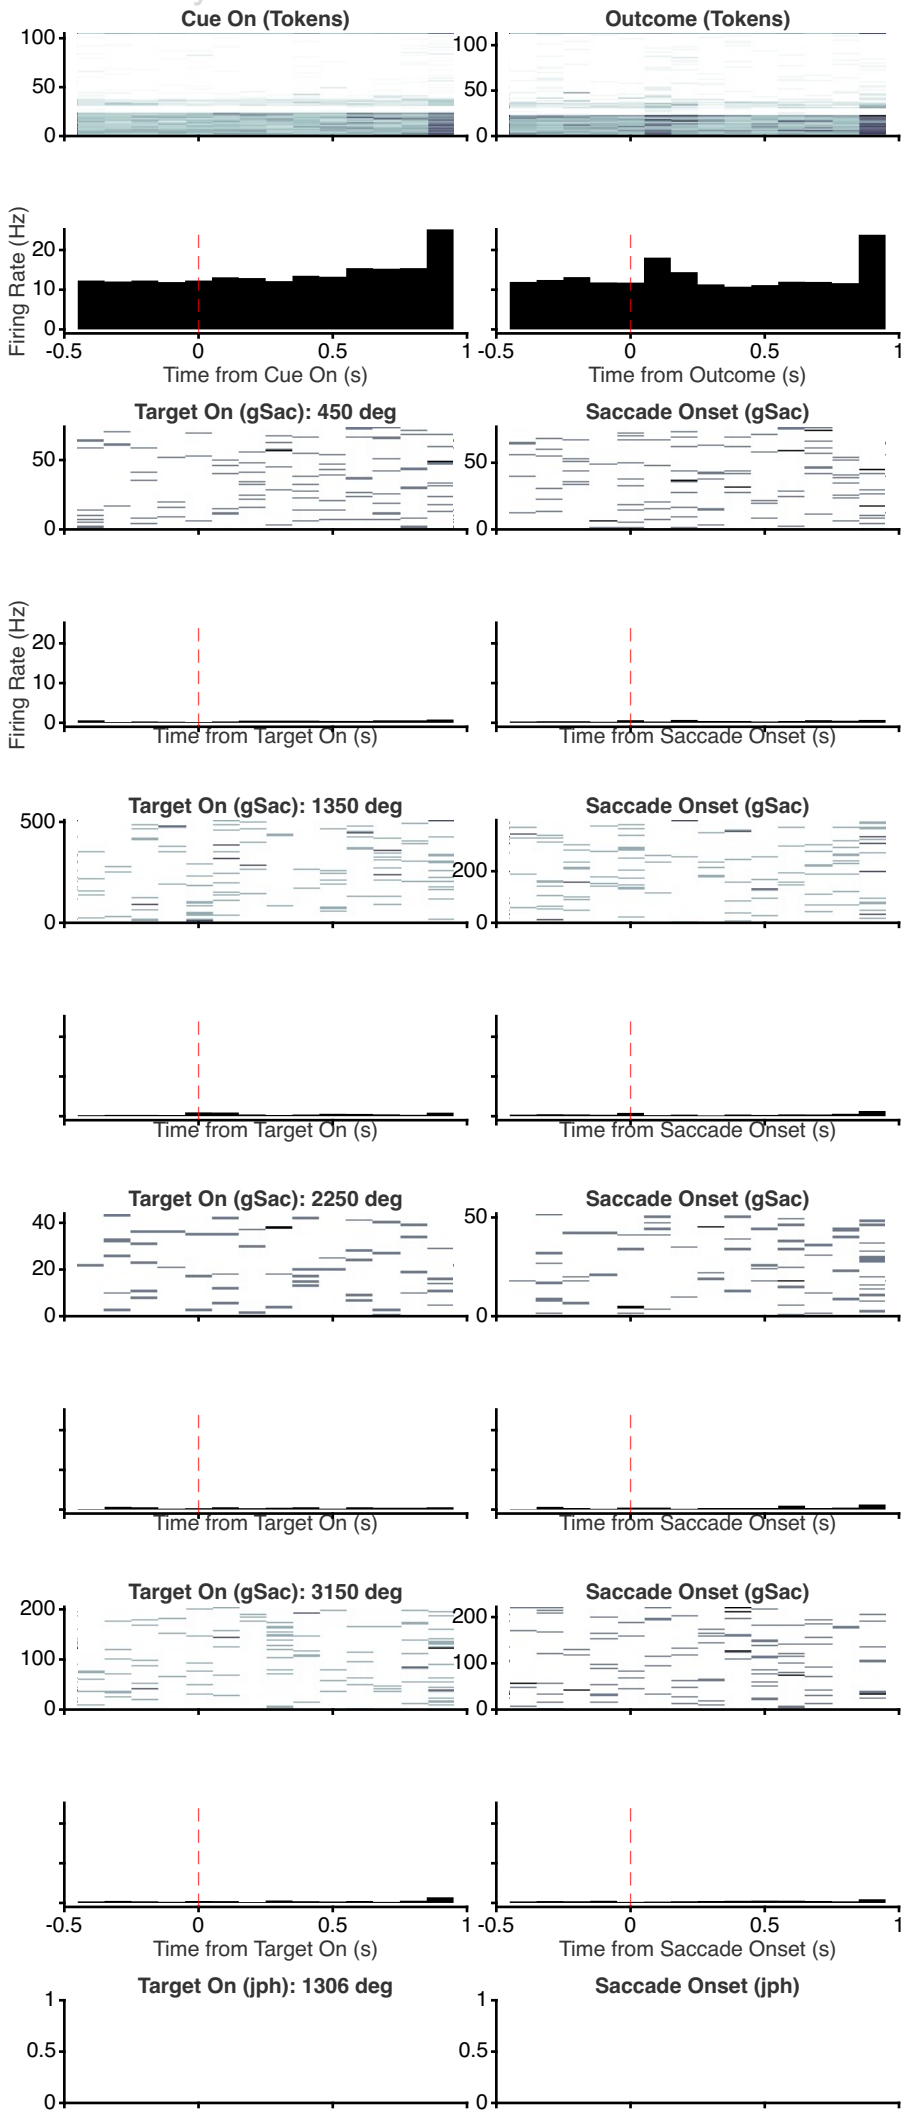 Cue On (Tokens)
Outcome (Tokens)
100
50
0
100
50
0
Firing Rate (Hz)
20
10
0
-0.5 0 0.5 1
-0.5 0 0.5 1
Time from Cue On (s)
Time from Outcome (s)
Target On (gSac): 450 deg
Saccade Onset (gSac)
50
0
50
0
Firing Rate (Hz)
20
10
0
Time from Target On (s)
Time from Saccade Onset (s)
Target On (gSac): 1350 deg
Saccade Onset (gSac)
500
0
200
0
Time from Target On (s)
Time from Saccade Onset (s)
Target On (gSac): 2250 deg
Saccade Onset (gSac)
40
20
0
50
0
Time from Target On (s)
Time from Saccade Onset (s)
Target On (gSac): 3150 deg
Saccade Onset (gSac)
200
100
0
200
100
0
-0.5 0 0.5 1
-0.5 0 0.5 1
Time from Target On (s)
Time from Saccade Onset (s)
Target On (jph): 1306 deg
Saccade Onset (jph)
1
0.5
0
1
0.5
0